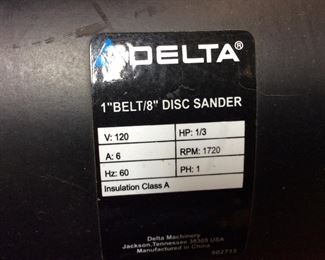 DELTA®
1"BELT/8" DISC SANDER
V: 120 HP: 1/3
A: 6 RPM: 1720
Hz: 60 PH: 1
Insulation Class A
Delta Machinery
Jackson, Tennessee 38305 USA
Manufactured in China